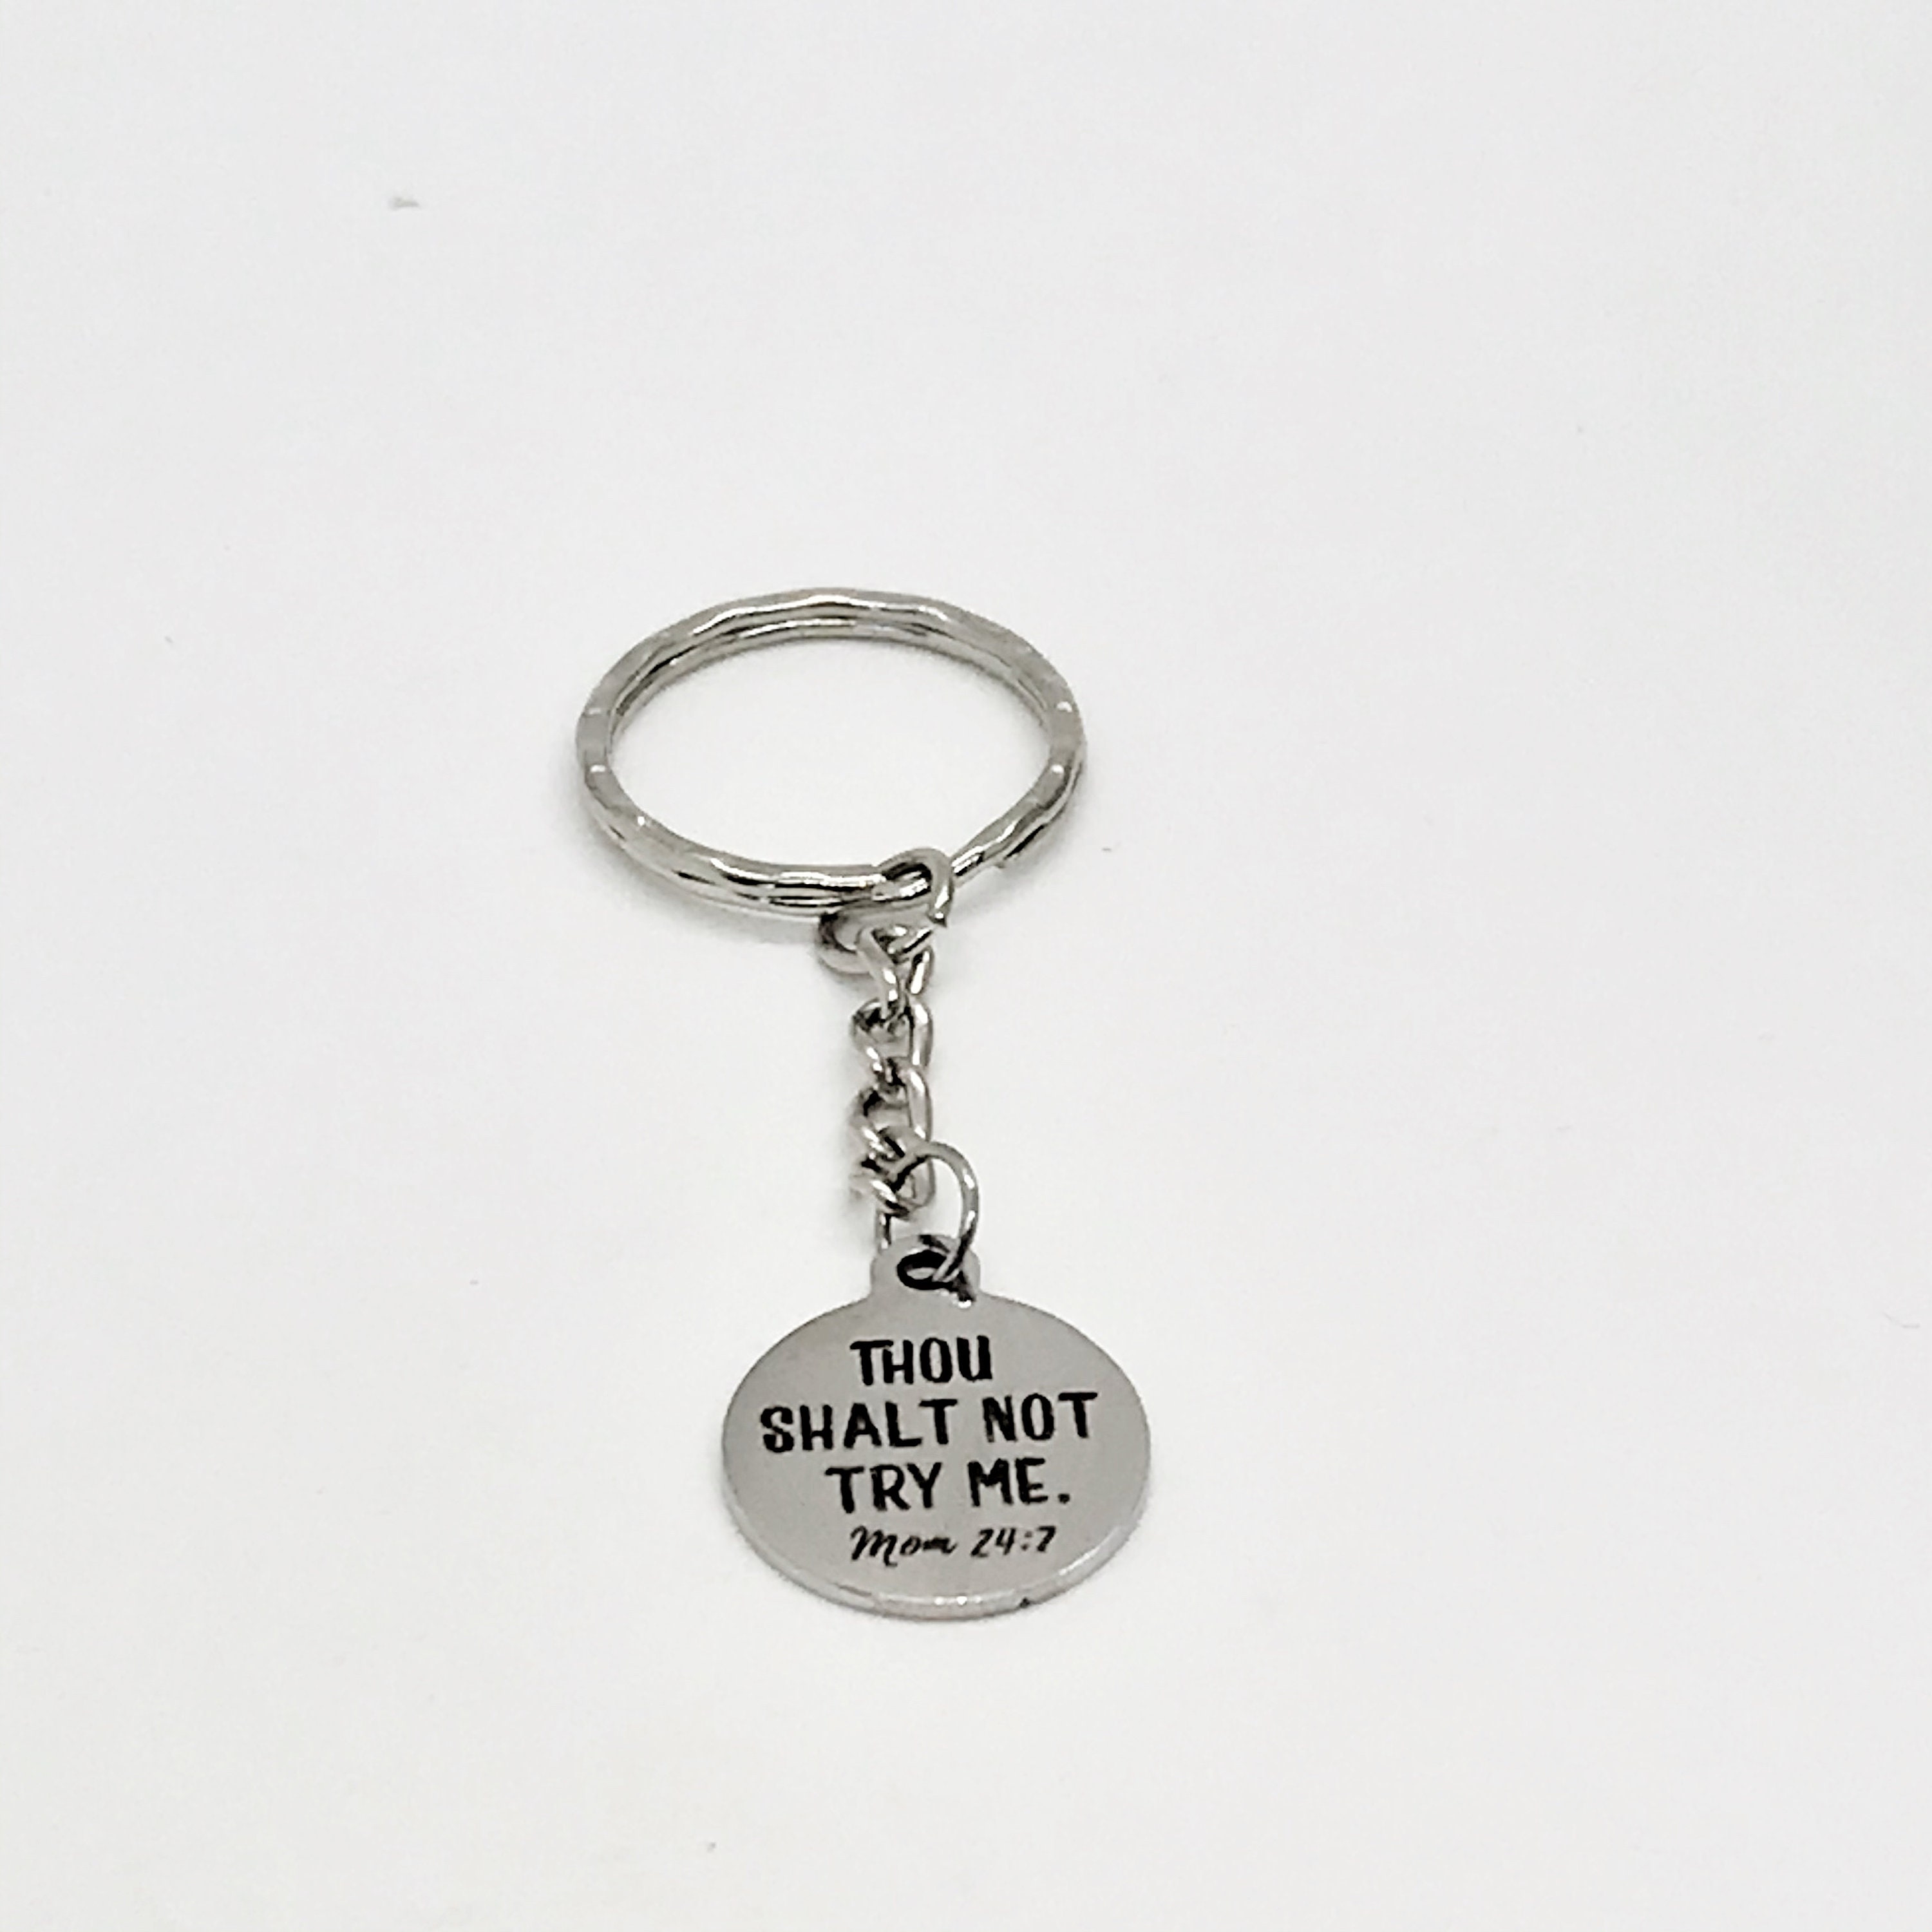 THOU
SHALT NOT
TRY ME.
Mom 24:7